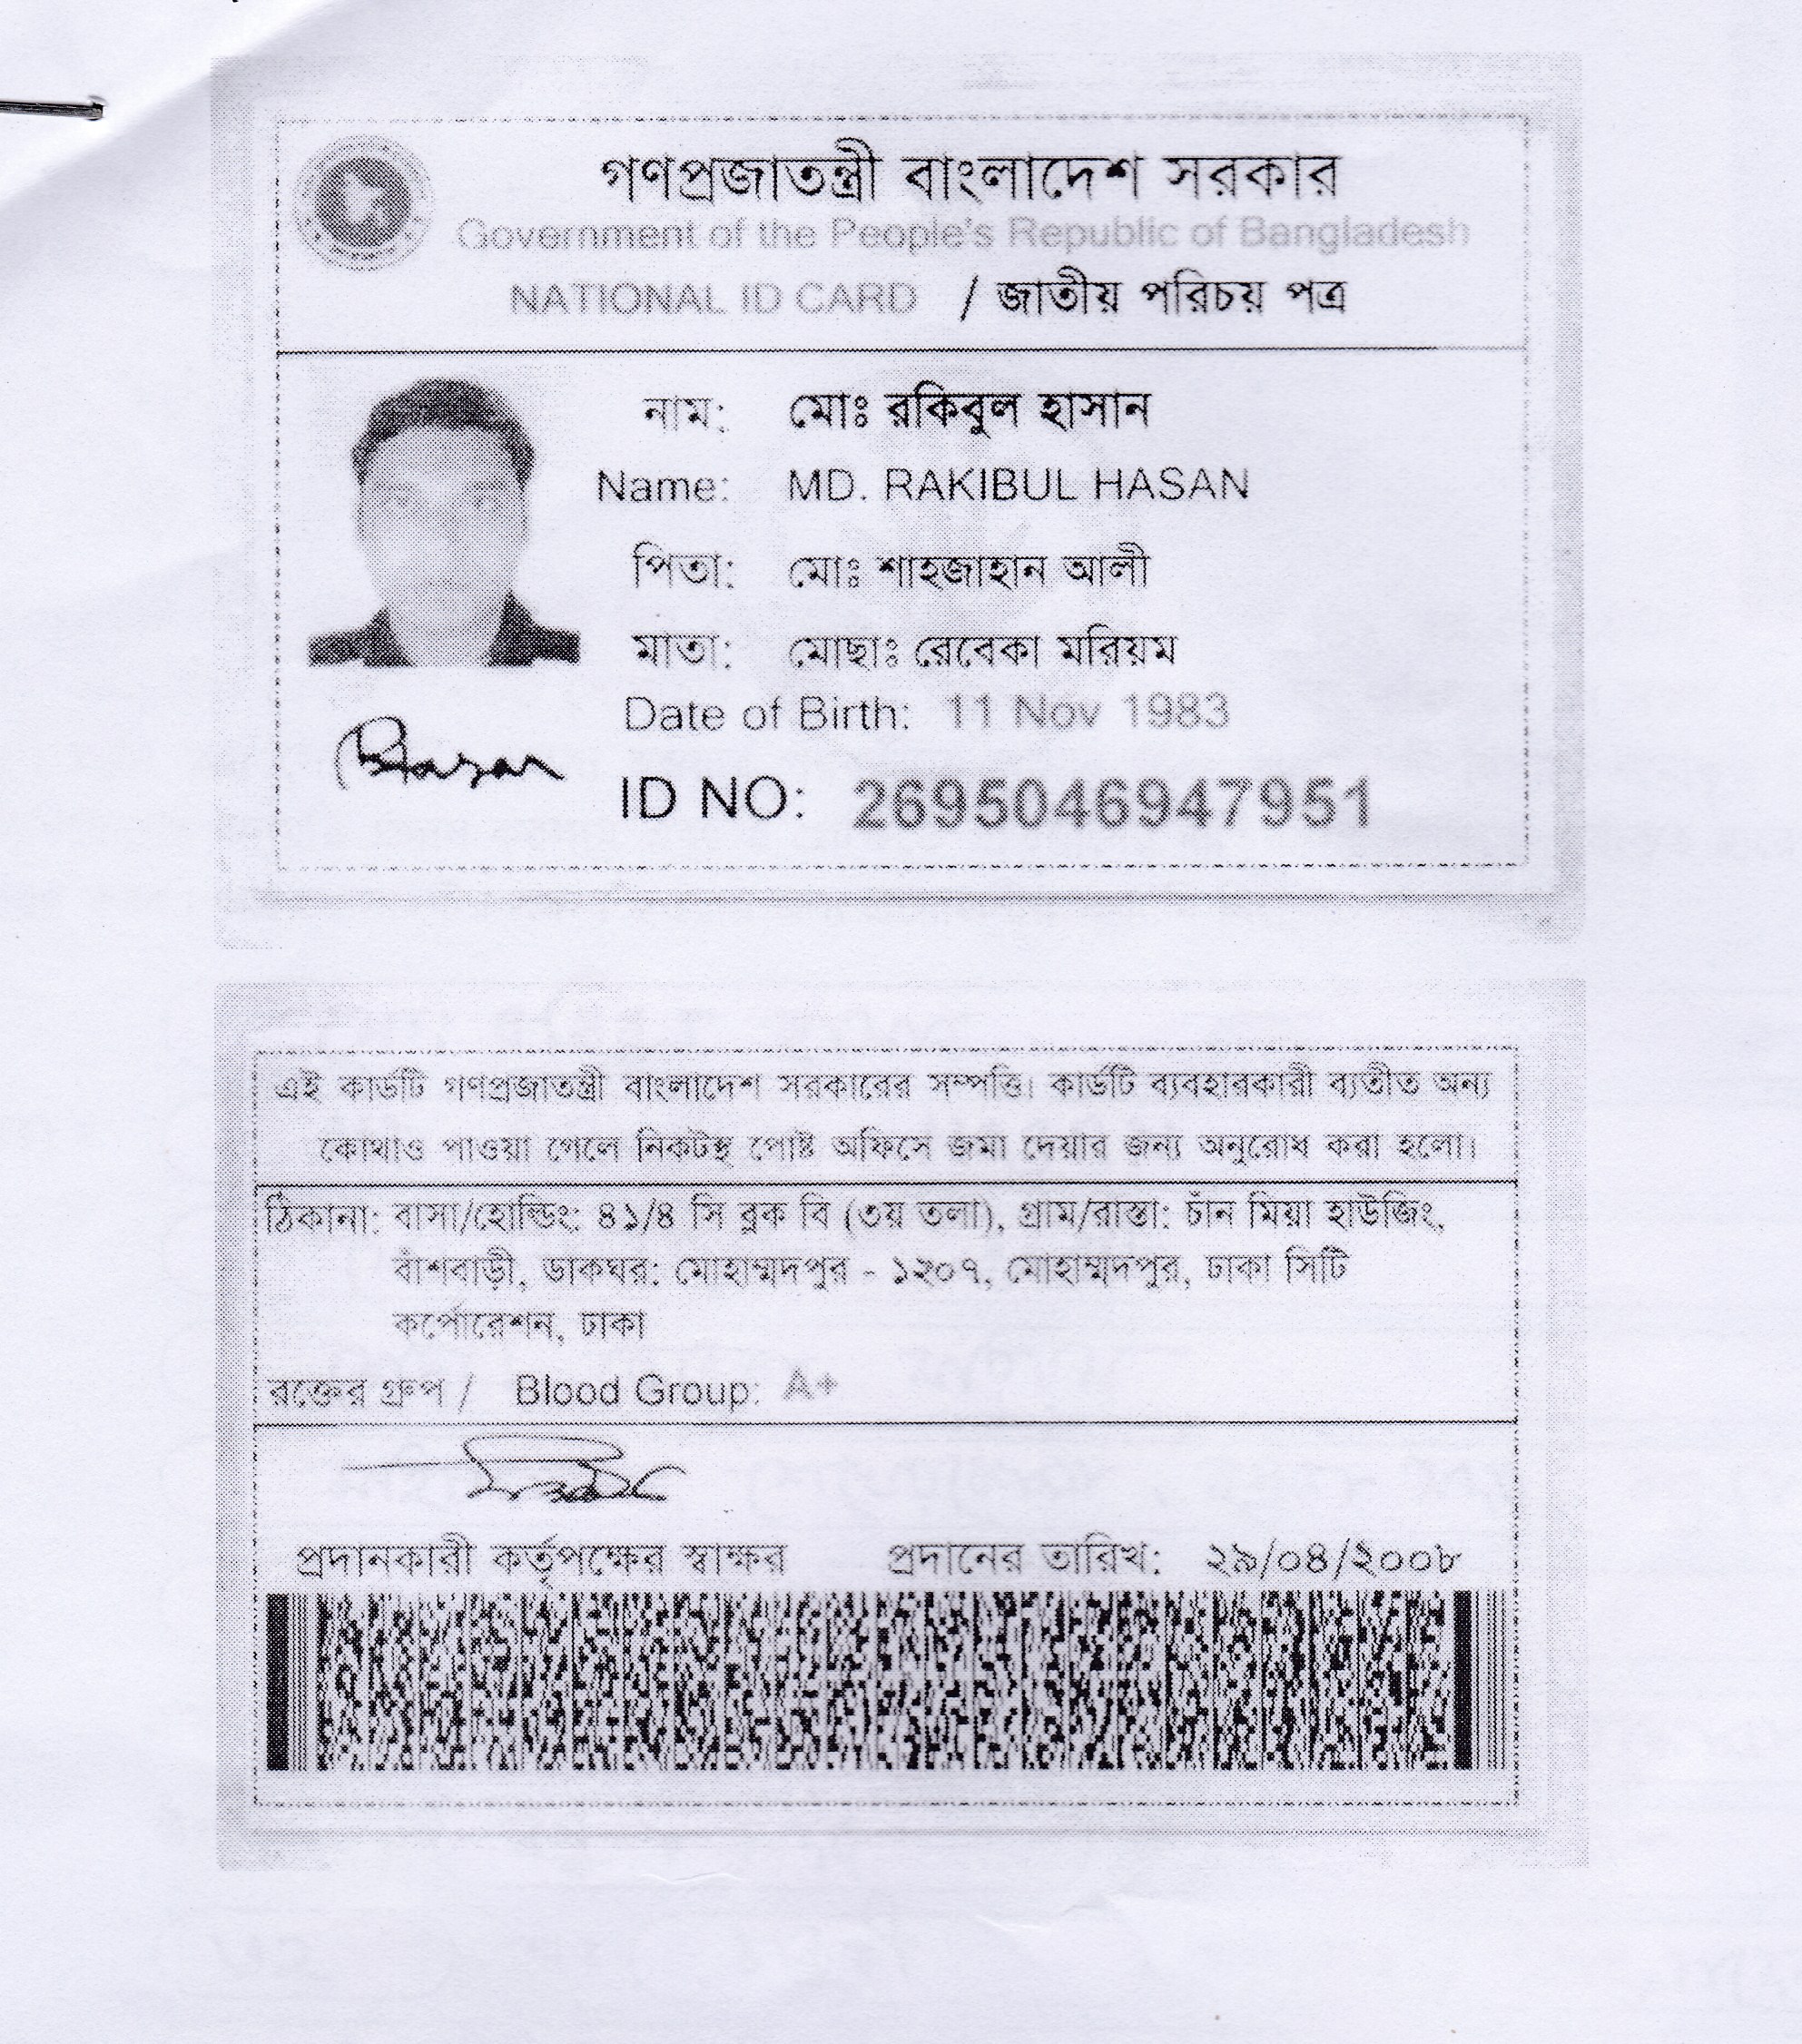 গণপ্রজাতন্ত্রী বাংলাদেশ সরকার
Government of the People's Republic of Bangladesh
NATIONAL ID CARD / জাতীয় পরিচয় পত্র
নাম: মোঃ রকিবুল হাসান
Name: MD. RAKIBUL HASAN
পিতা: মোঃ শাহজাহান আলী
মাতা: মোছাঃ রেবেকা মরিয়ম
Date of Birth: 11 Nov 1983
ID NO: 2695046947951
এই কার্ডটি গণপ্রজাতন্ত্রী বাংলাদেশ সরকারের সম্পত্তি। কার্ডটি ব্যবহারকারী ব্যতীত অন্য
কোথাও পাওয়া গেলে নিকটস্থ পোষ্ট অফিসে জমা দেয়ার জন্য অনুরোধ করা হলো।
ঠিকানা: বাসা/হোল্ডিং: ৪১/৪ সি ব্লক বি (৩য় তলা), গ্রাম/রাস্তা: চাঁন মিয়া হাউজিং,
বাঁশবাড়ী, ডাকঘর: মোহাম্মদপুর - ১২০৭, মোহাম্মদপুর, ঢাকা সিটি
কর্পোরেশন, ঢাকা
রক্তের গ্রুপ / Blood Group: A+
প্রদানকারী কর্তৃপক্ষের স্বাক্ষর প্রদানের তারিখ: ২৯/০৪/২০০৮